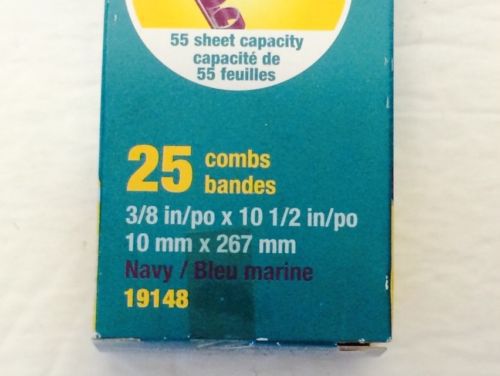 55 sheet capacity
capacité de
55 feuilles
25 combs
bandes
3/8 in/po x 10 1/2 in/po
10 mm x 267 mm
Navy / Bleu marine
19148